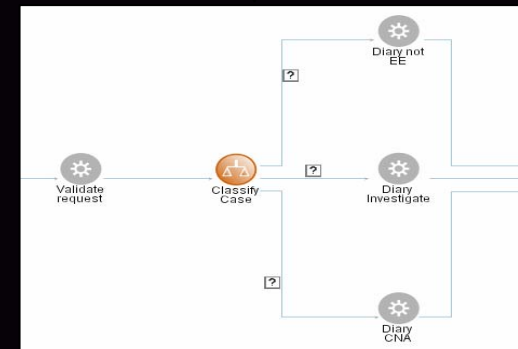 Diary not
EE
?
Validate
request
Classify
Case
?
Diary
Investigate
?
Diary
CNA